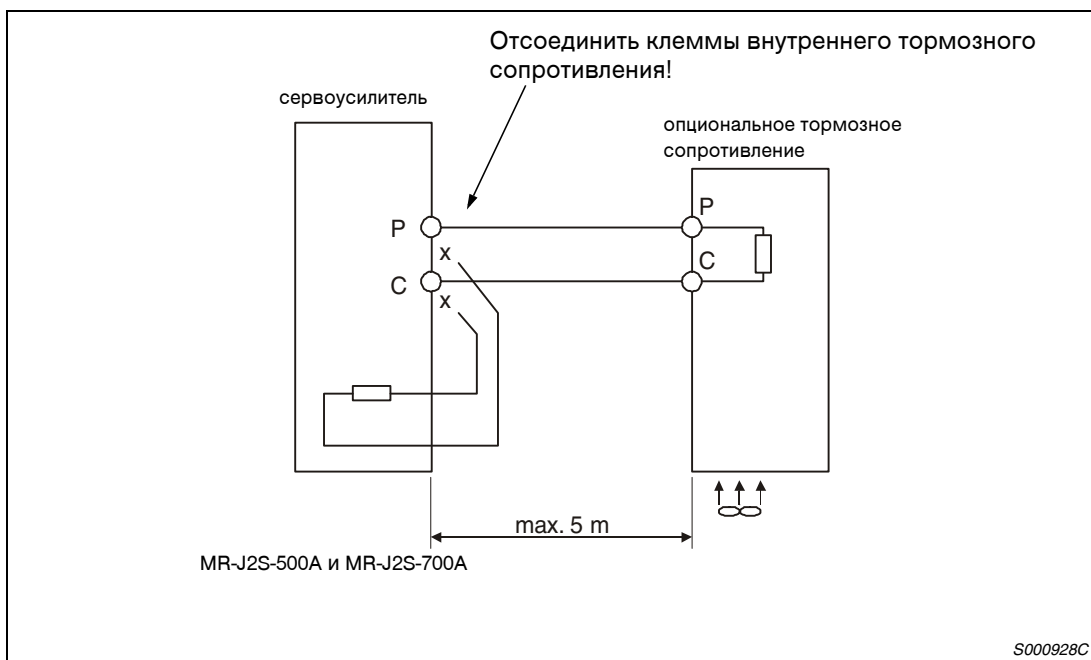 Отсоединить клеммы внутреннего тормозного
сопротивления!
сервоусилитель
опциональное тормозное
сопротивление
P
P
x
C
C
x
max. 5 m
MR-J2S-500A и MR-J2S-700A
S000928C